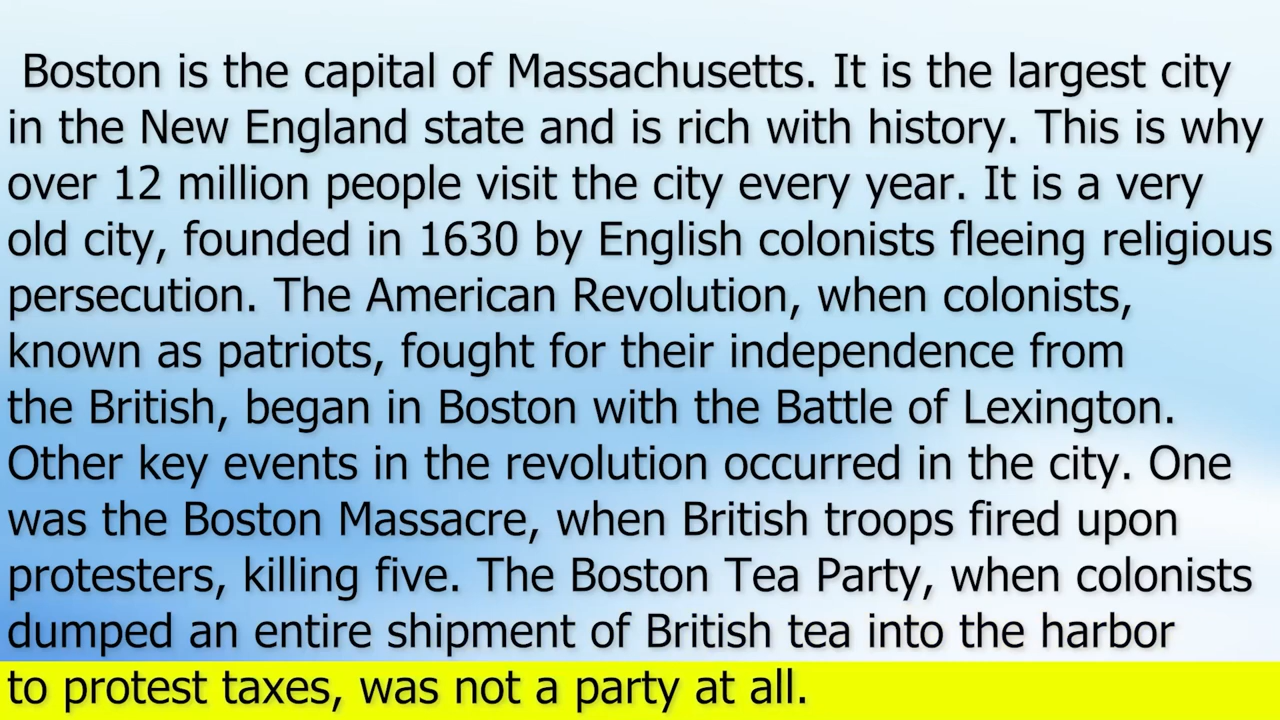 Boston is the capital of Massachusetts. It is the largest city
in the New England state and is rich with history. This is why
over 12 million people visit the city every year. It is a very
old city, founded in 1630 by English colonists fleeing religious
persecution. The American Revolution, when colonists,
known as patriots, fought for their independence from
the British, began in Boston with the Battle of Lexington.
Other key events in the revolution occurred in the city. One
was the Boston Massacre, when British troops fired upon
protesters, killing five. The Boston Tea Party, when colonists
dumped an entire shipment of British tea into the harbor
to protest taxes, was not a party at all.